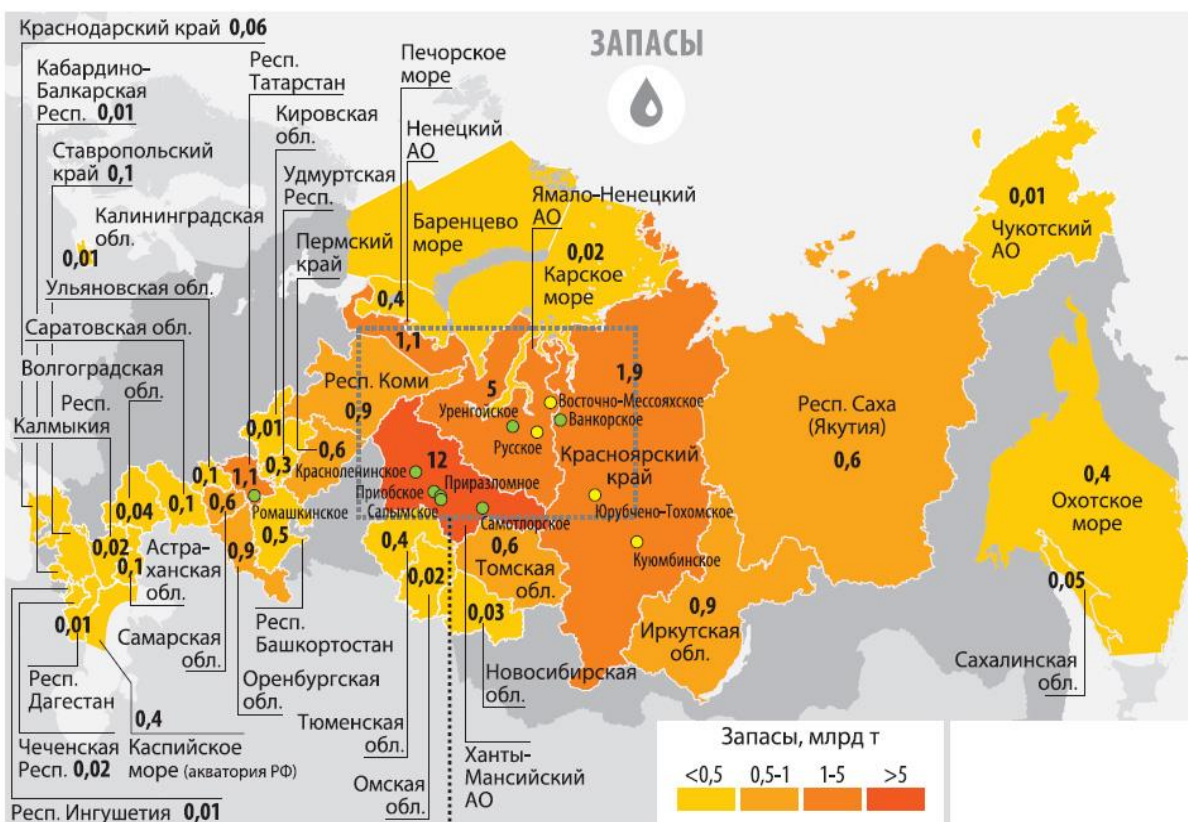 ЗАПАСЫ
Краснодарский край 0,06
Кабардино-
Балкарская
Респ. 0,01
Ставропольский
край 0,1
Калининградская
обл.
0,01
Ульяновская обл.
Саратовская обл.
Волгоградская
обл.
Респ.
Калмыкия
Респ.
Татарстан
Кировская
обл.
Удмуртская
Респ.
Пермский
край
Печорское
море
Ненецкий
АО
Баренцево
море
Ямало-Ненецкий
АО
0,02
Карское
море
0,01
Чукотский
АО
0,4
1,1
Респ. Коми
0,9
5
Уренгойское
Русское
Восточно-Мессояхское
Ванкорское
1,9
Красноярский
край
Юрубчено-Тохомское
Куюмбинское
Респ. Саха
(Якутия)
0,6
0,4
Охотское
море
0,05
Сахалинская
обл.
0,01
0,3
0,6
Красноленинское
12
Приобское
Приразломное
Салымское
Самотлорское
0,1
1,1
0,6
Ромашкинское
0,04
0,1
0,9
0,5
0,02
0,1
Астра-
ханская
обл.
0,01
0,4
0,02
0,03
0,6
Томская
обл.
0,9
Иркутская
обл.
Самарская
обл.
Респ.
Башкортостан
Оренбургская
обл.
Тюменская
обл.
Омская
обл.
Новосибирская
обл.
Ханты-
Мансийский
АО
Респ.
Дагестан
0,4
Каспийское
море (акватория РФ)
Чеченская
Респ. 0,02
Респ. Ингушетия 0,01
Запасы, млрд т
<0,5 0,5-1 1-5 >5